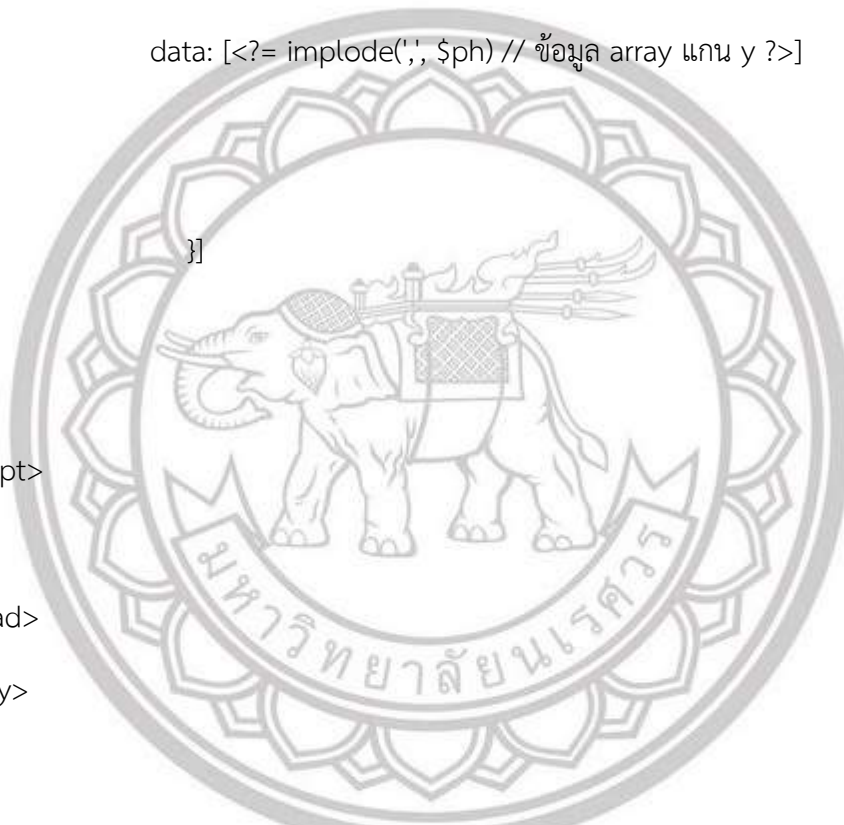 data: [<?= implode(',', $ph) // ข้อมูล array แกน y ?>]
}]
pt>
ad>
y>
มหาวิทยาลัยนเรศวร